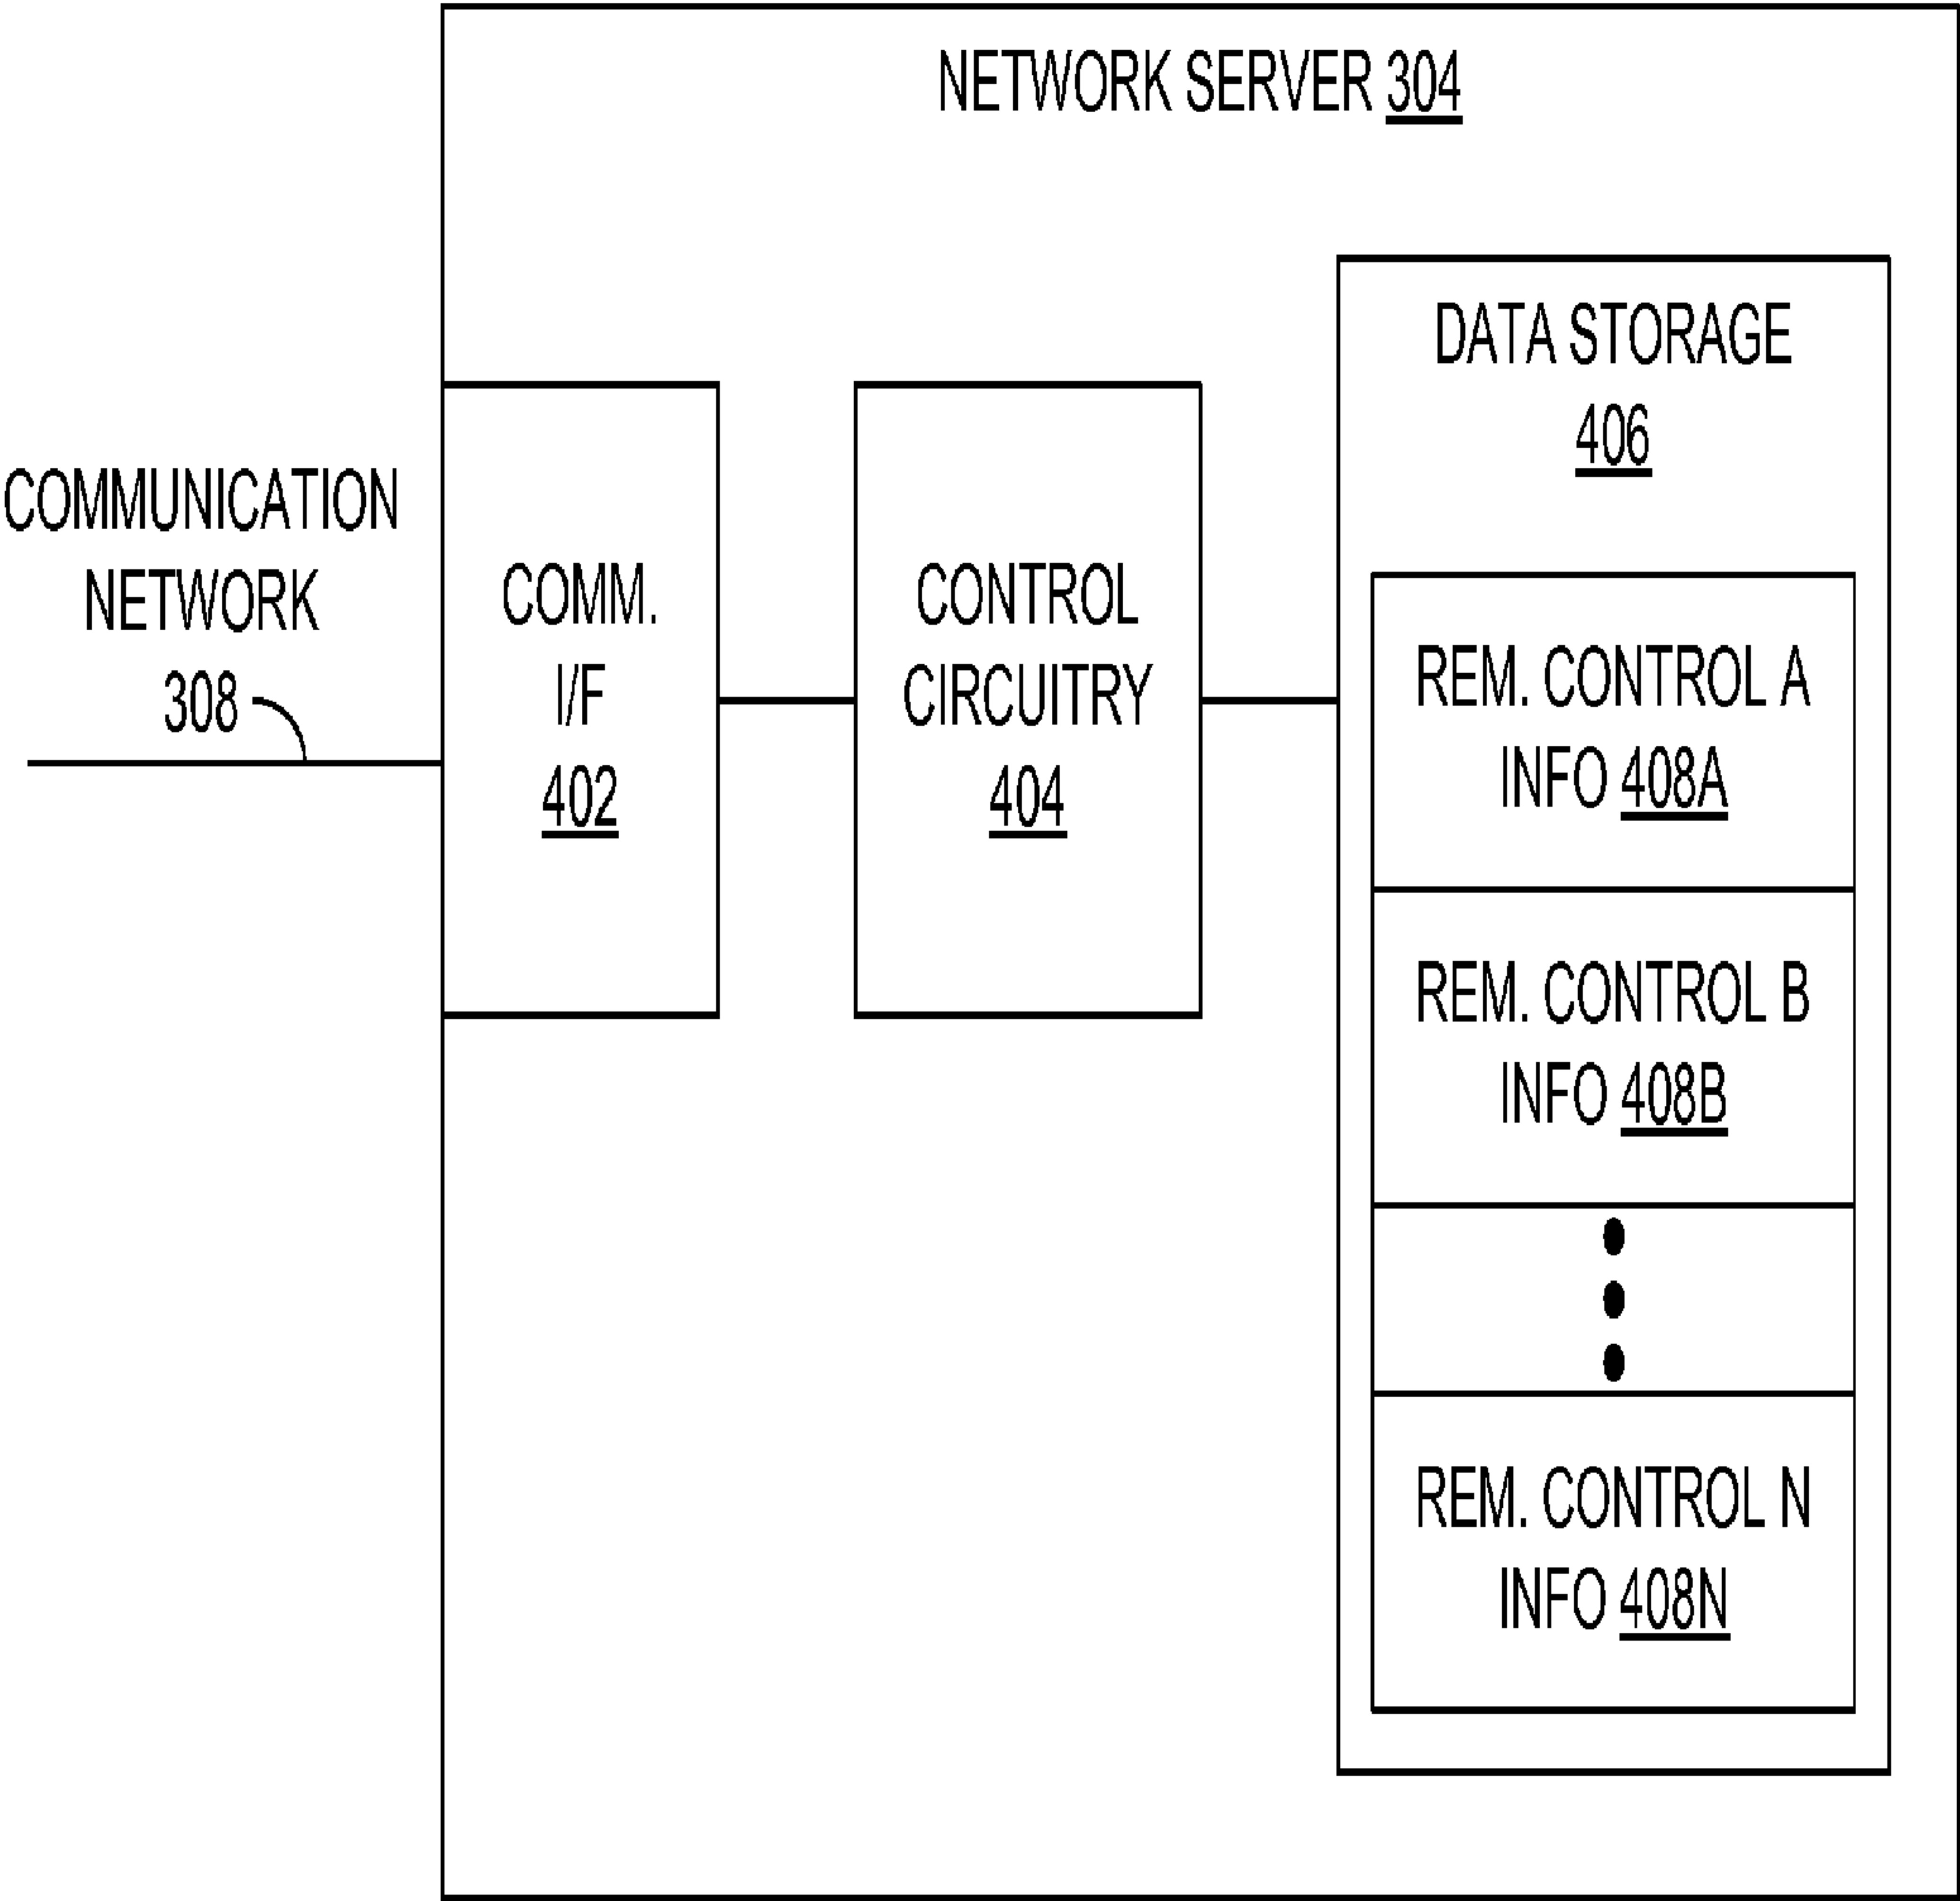 NETWORK SERVER 304
COMMUNICATION
NETWORK
308
COMM.
I/F
402
CONTROL
CIRCUITRY
404
DATA STORAGE
406
REM. CONTROL A
INFO 408A
REM. CONTROL B
INFO 408B
REM. CONTROL N
INFO 408N